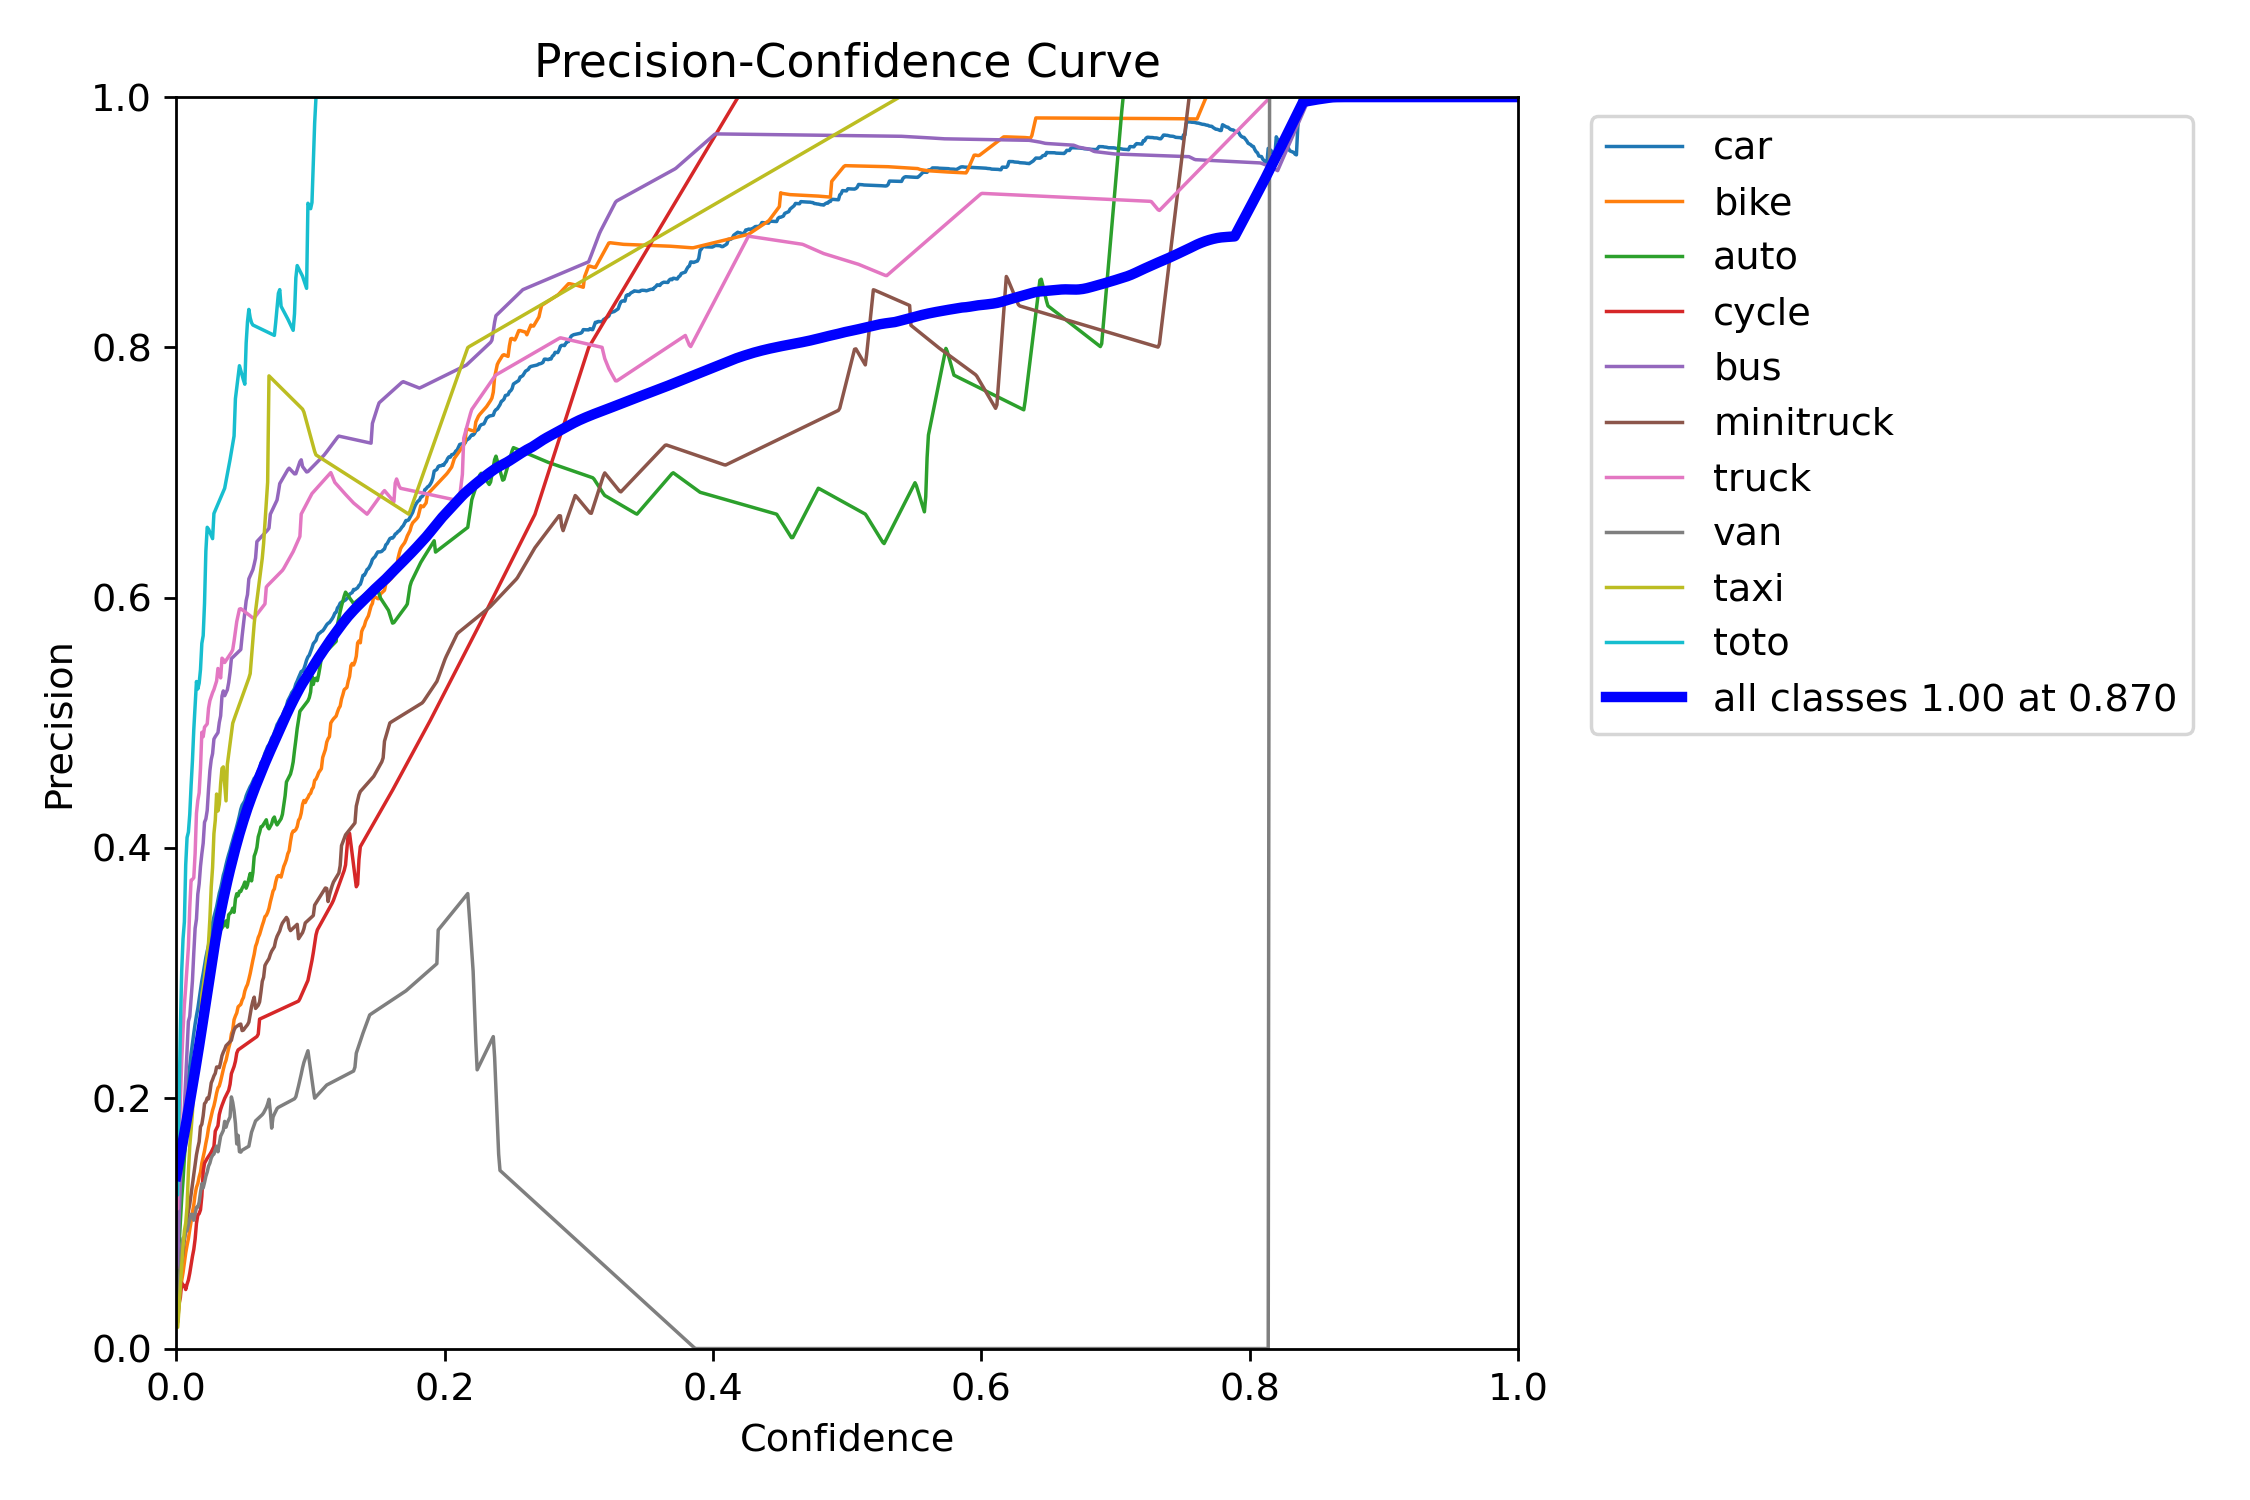 Precision-Confidence Curve
1.0
0.8
0.6
0.4
0.2
0.0
Precision
0.0 0.2 0.4 0.6 0.8 1.0
Confidence
car
bike
auto
cycle
bus
minitruck
truck
van
taxi
toto
all classes 1.00 at 0.870